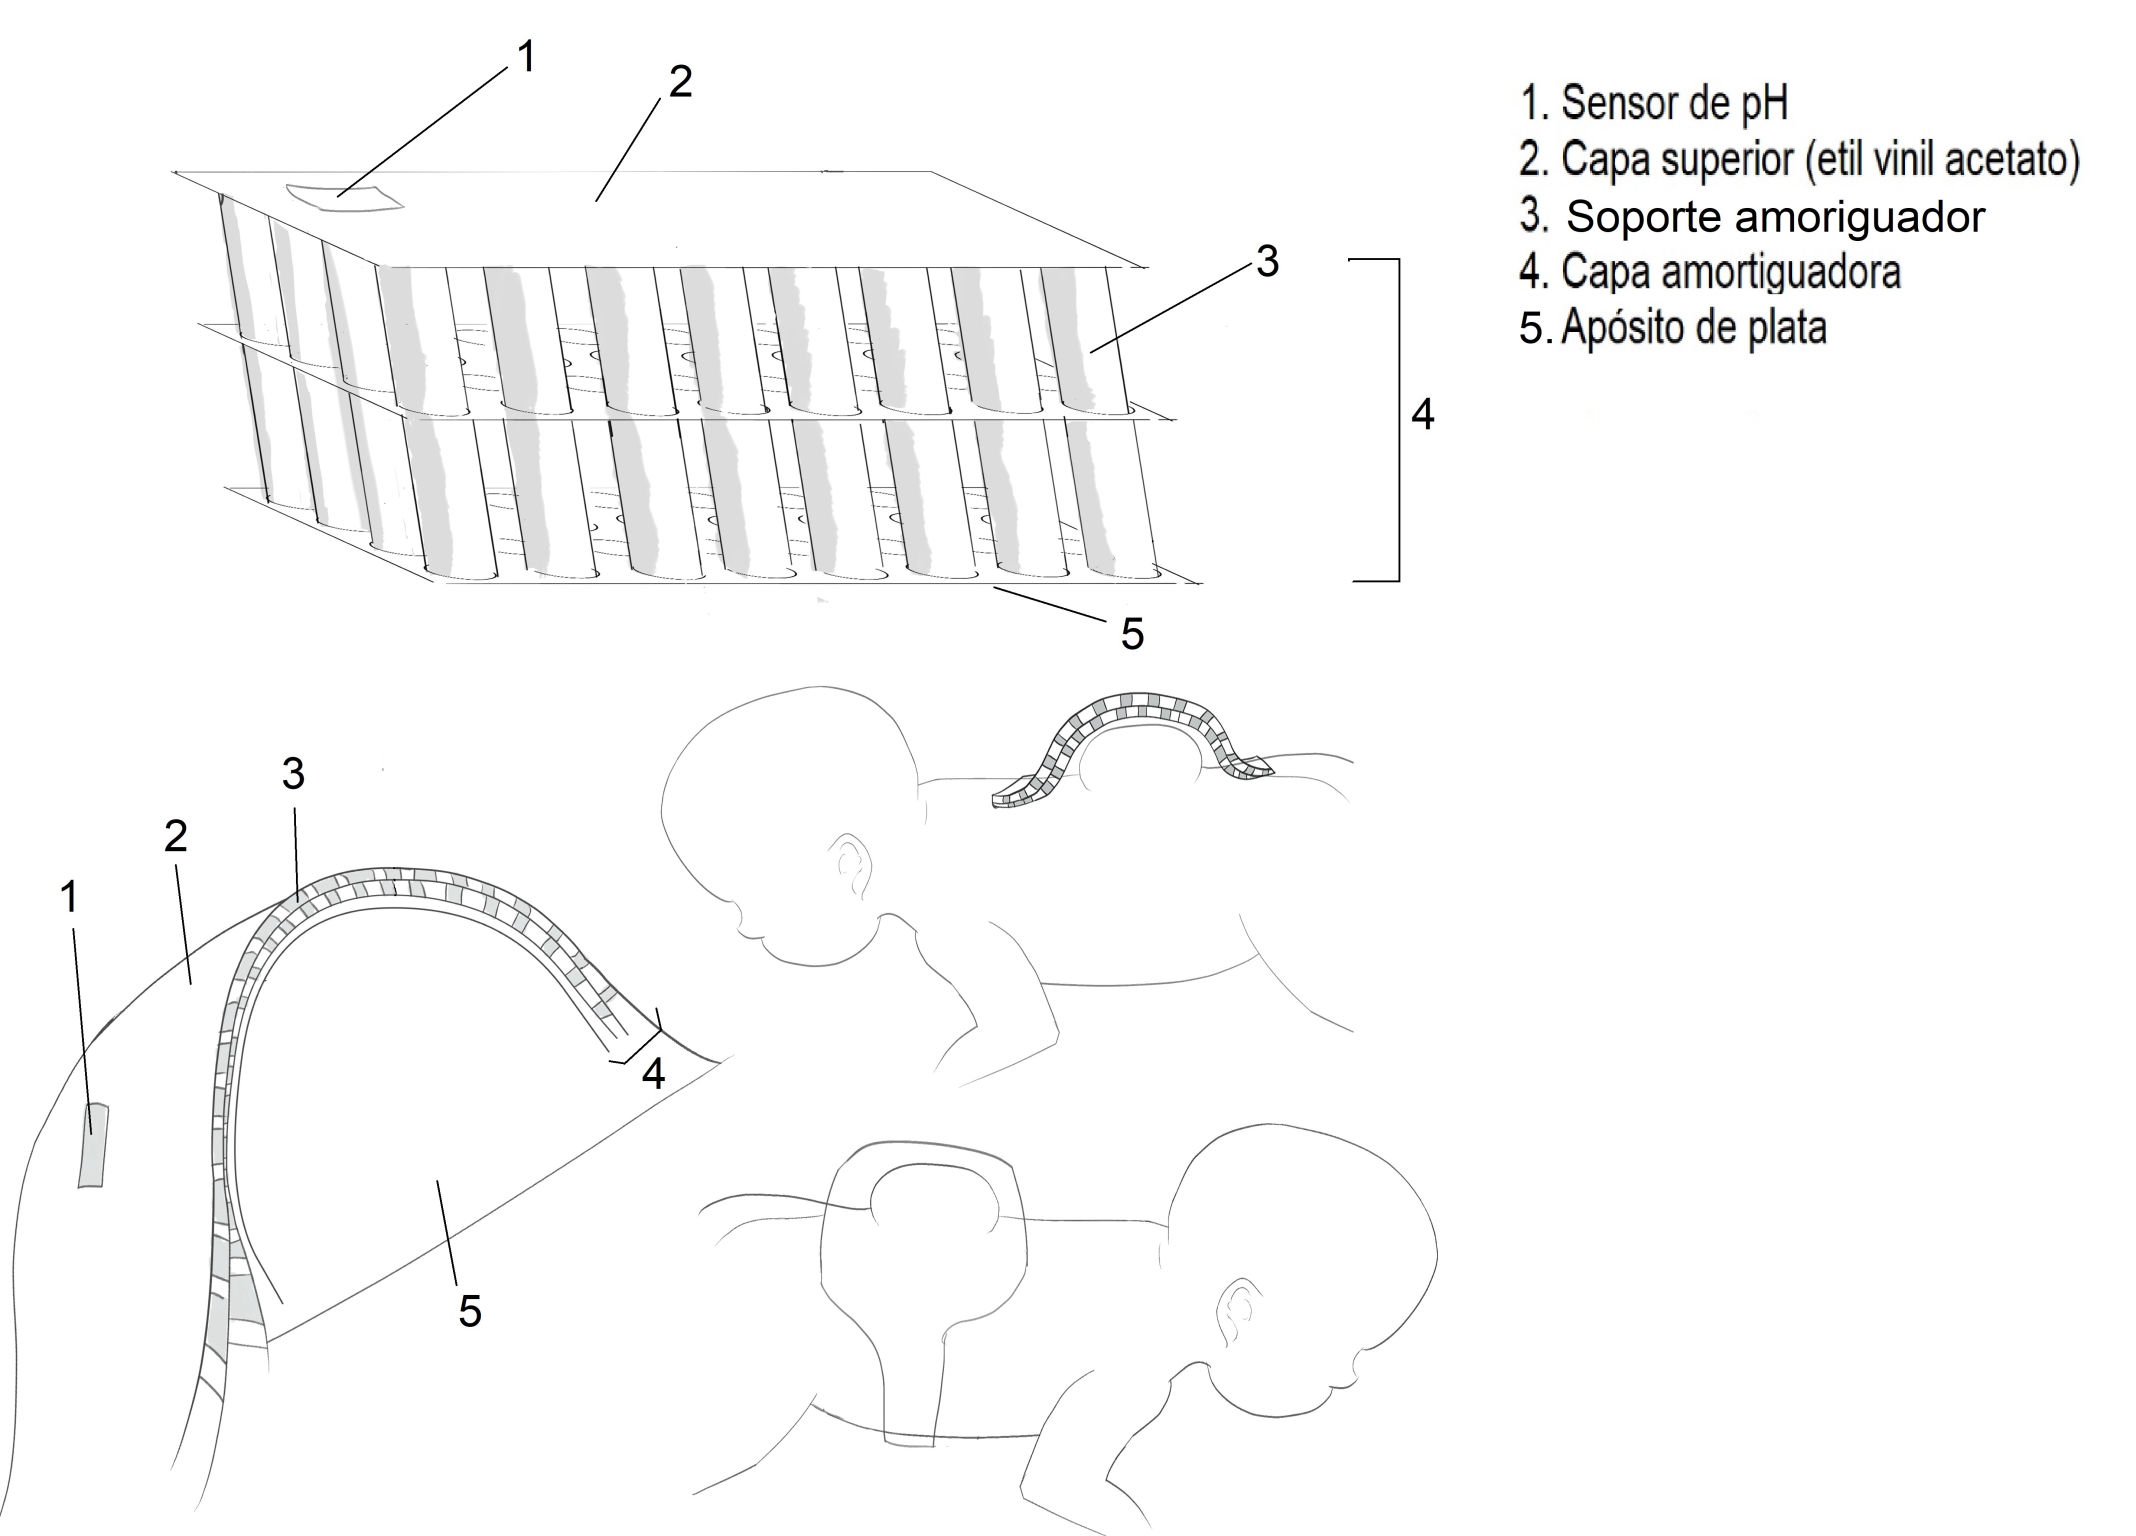 1
2
1. Sensor de pH
2. Capa superior (etil vinil acetato)
3. Soporte amoriguador
4. Capa amortiguadora
5. Apósito de plata
3
4
5
3
2
1
4
5